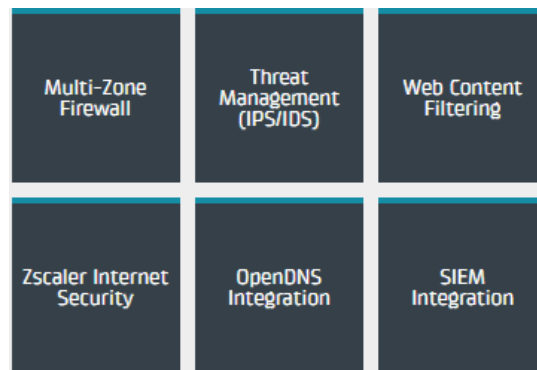 Multi-Zone
Firewall
Threat
Management
(IPS/IDS)
Web Content
Filtering
Zscaler Internet
Security
OpenDNS
Integration
SIEM
Integration